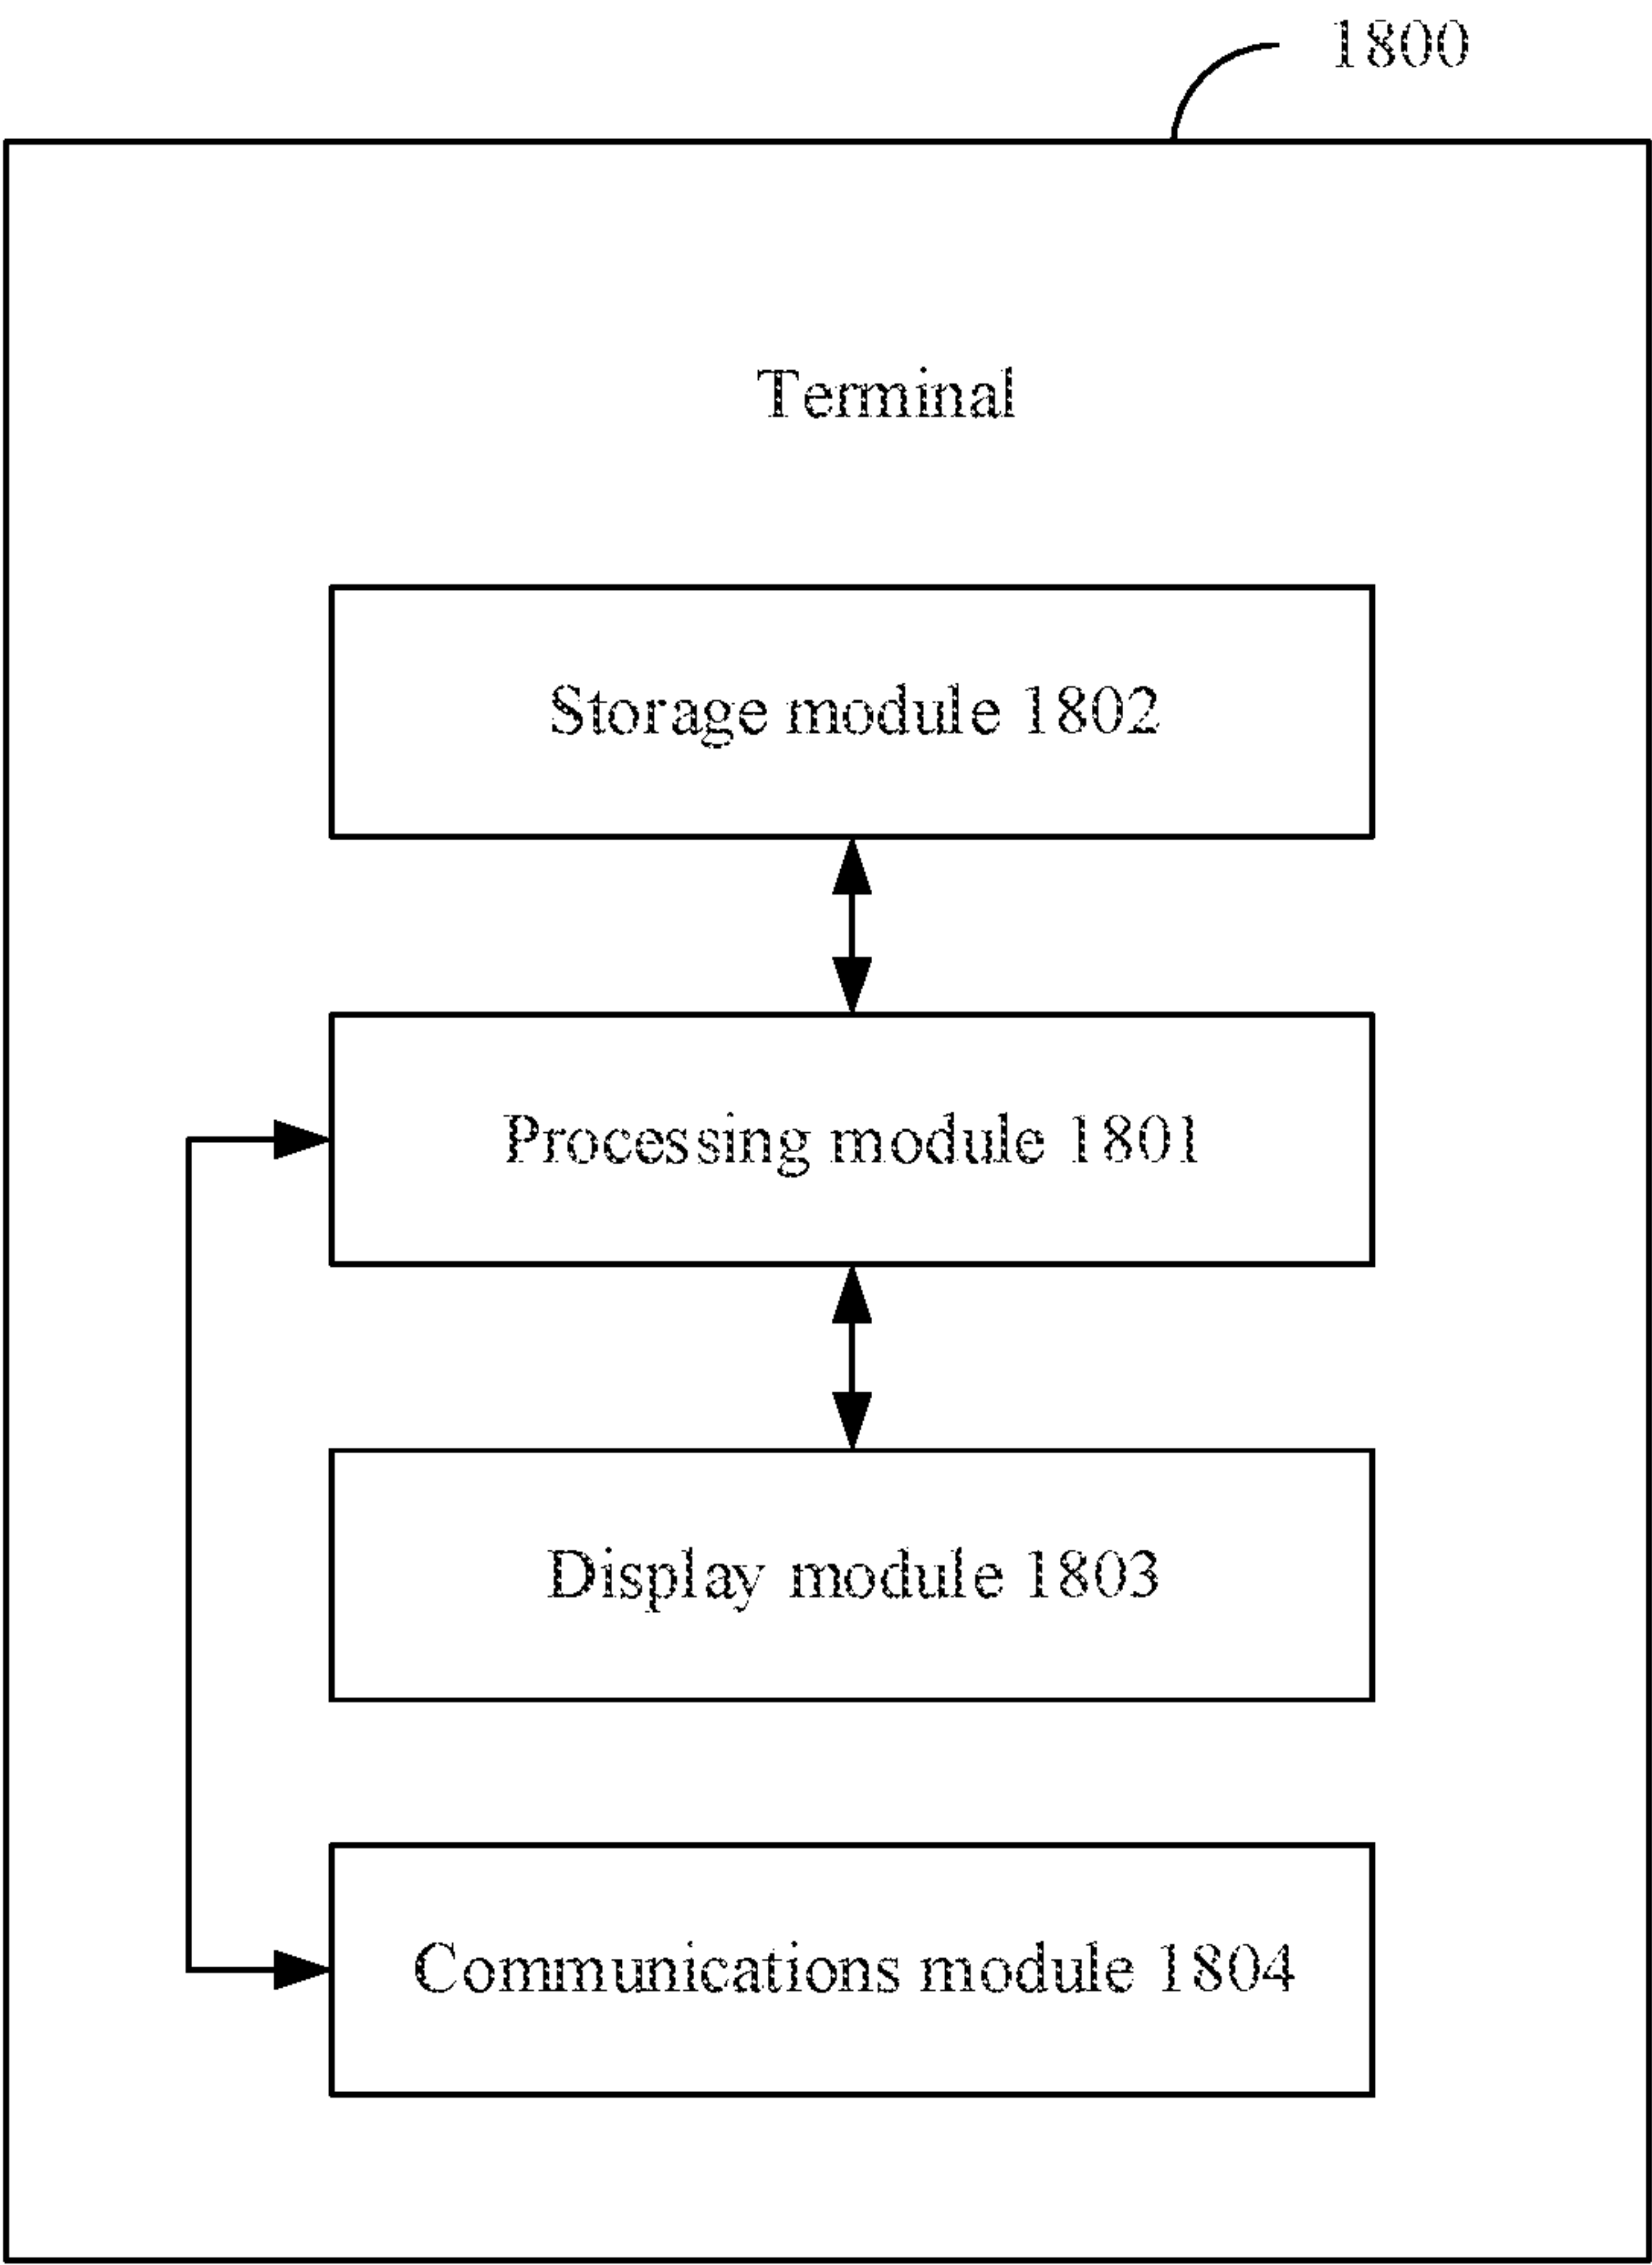 1800
Terminal
Storage module 1802
Processing module 1801
Display module 1803
Communications module 1804